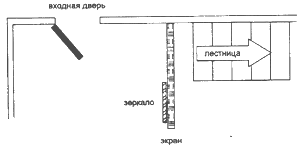 входная дверь
лестница
зеркало
экран